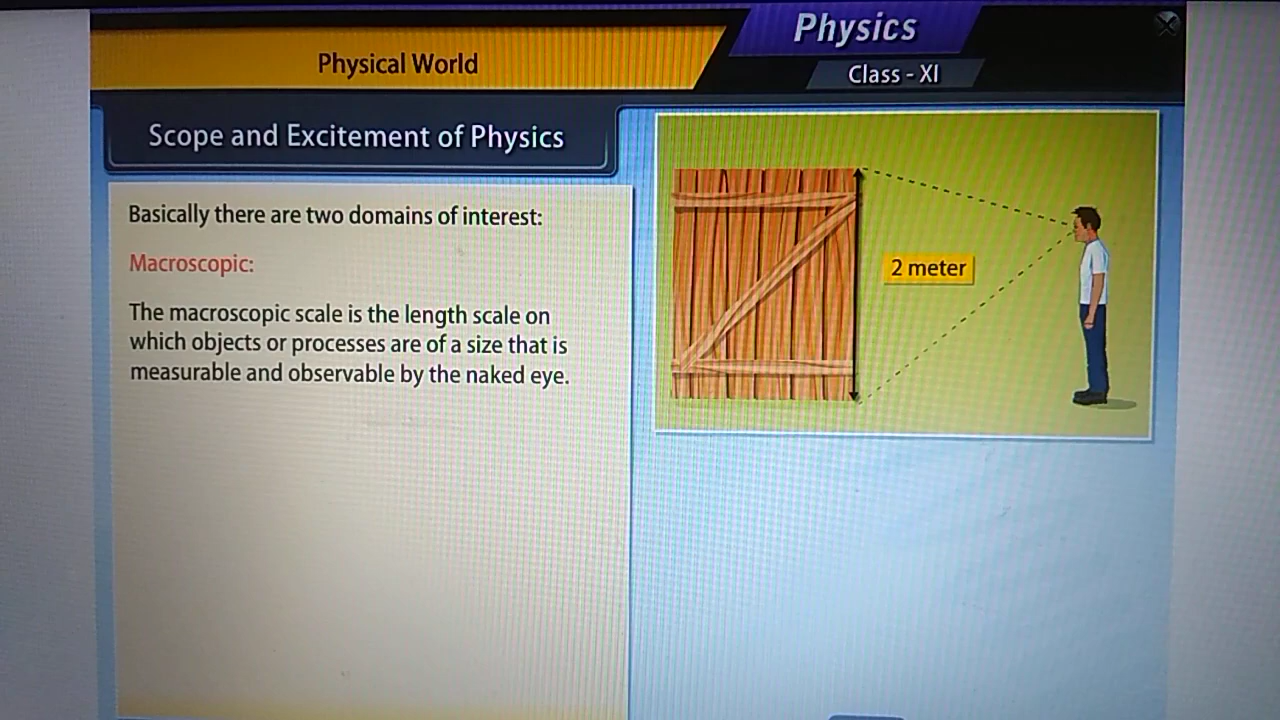 Physics
Physical World
Class - XI
Scope and Excitement of Physics
Basically there are two domains of interest:
Macroscopic:
The macroscopic scale is the length scale on
which objects or processes are of a size that is
measurable and observable by the naked eye.
2 meter